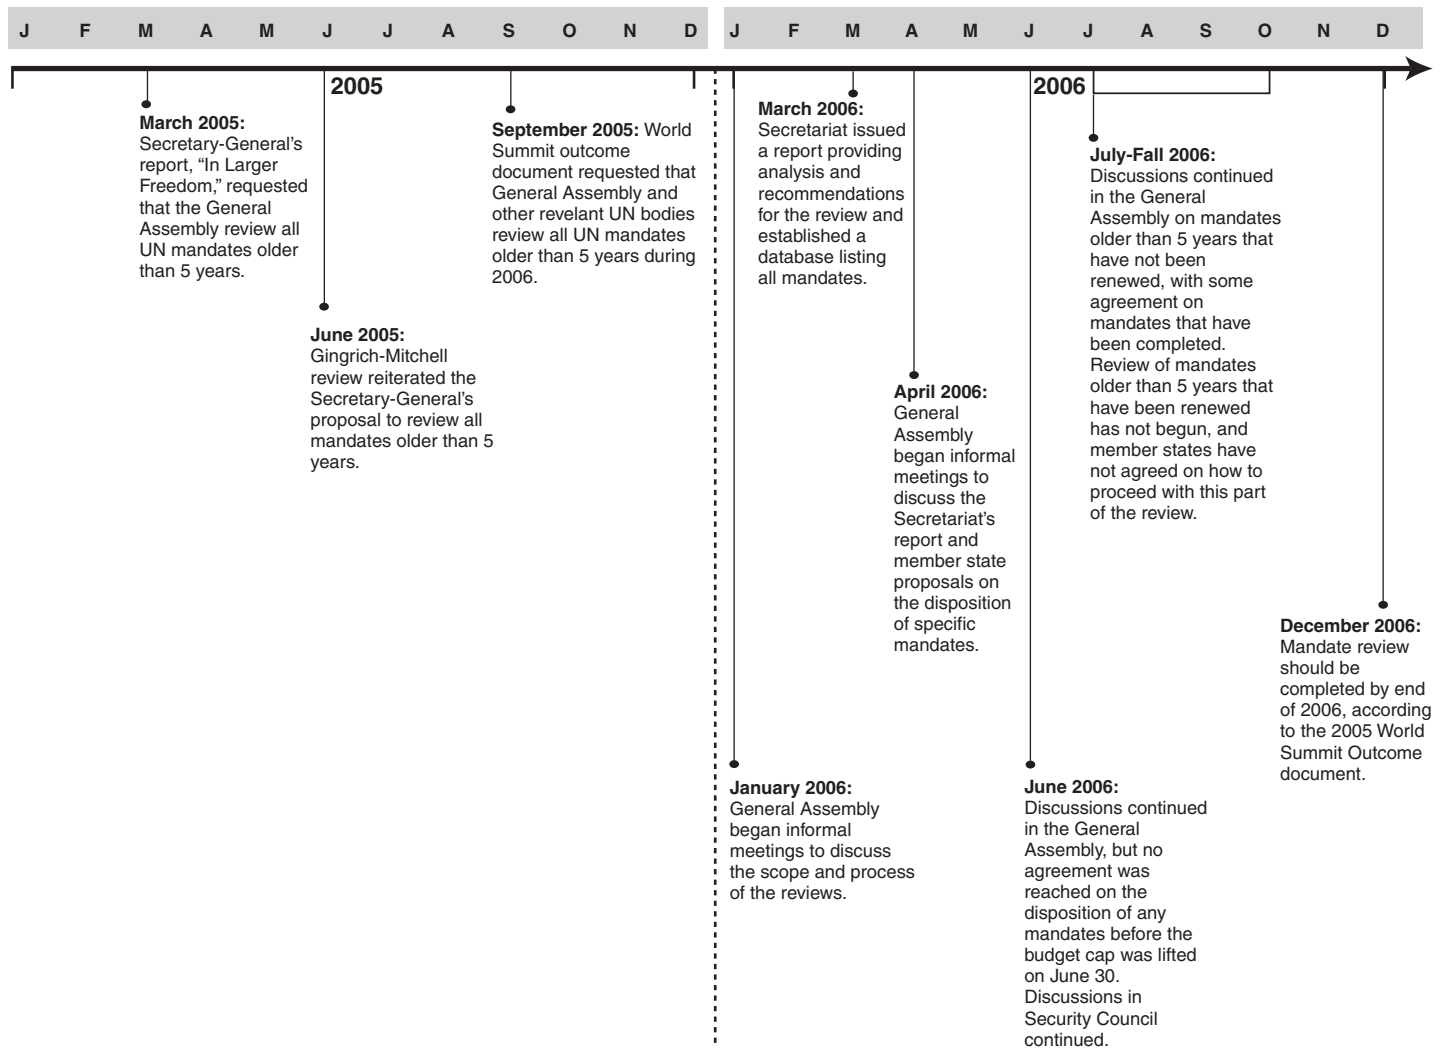 J F M A M J J A S O N D J F M A M J J A S O N D
2005
2006
March 2005:
Secretary-General's
report, “In Larger
Freedom,” requested
that the General
Assembly review all
UN mandates older
than 5 years.
June 2005:
Gingrich-Mitchell
review reiterated the
Secretary-General's
proposal to review all
mandates older than 5
years.
September 2005: World
Summit outcome
document requested that
General Assembly and
other revelant UN bodies
review all UN mandates
older than 5 years during
2006.
January 2006:
General Assembly
began informal
meetings to discuss
the scope and process
of the reviews.
March 2006:
Secretariat issued
a report providing
analysis and
recommendations
for the review and
established a
database listing
all mandates.
April 2006:
General
Assembly
began informal
meetings to
discuss the
Secretariat's
report and
member state
proposals on
the disposition
of specific
mandates.
June 2006:
Discussions continued
in the General
Assembly, but no
agreement was
reached on the
disposition of any
mandates before the
budget cap was lifted
on June 30.
Discussions in
Security Council
continued.
July-Fall 2006:
Discussions continued
in the General
Assembly on mandates
older than 5 years that
have not been
renewed, with some
agreement on
mandates that have
been completed.
Review of mandates
older than 5 years that
have been renewed
has not begun, and
member states have
not agreed on how to
proceed with this part
of the review.
December 2006:
Mandate review
should be
completed by end
of 2006, according
to the 2005 World
Summit Outcome
document.